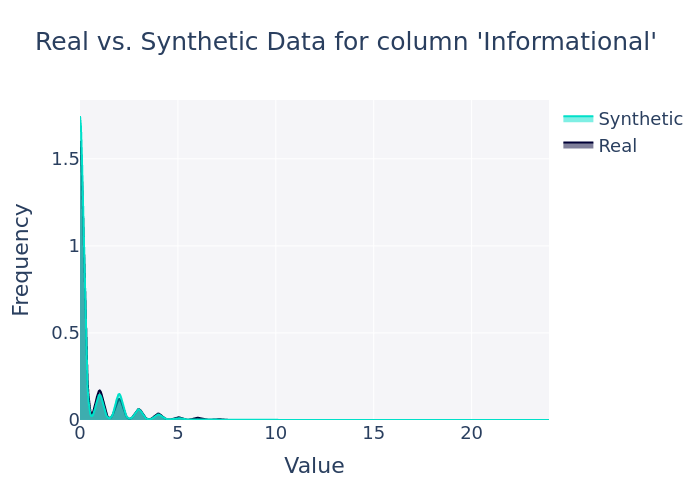 Real vs. Synthetic Data for column 'Informational'
Synthetic
Real
Frequency
1.5
1
0.5
0
0 5 10 15 20
Value